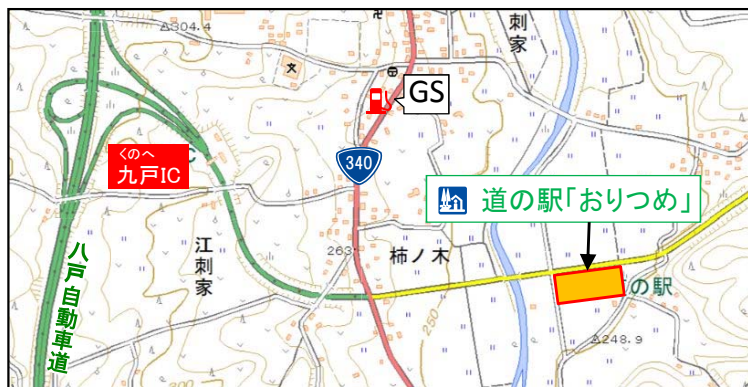 304.4
刺家
文
GS
くのへ
九戸IC
340
道の駅「おりつめ」
江刺家
263
柿ノ木
八戸自動車道
の駅
250
248.9